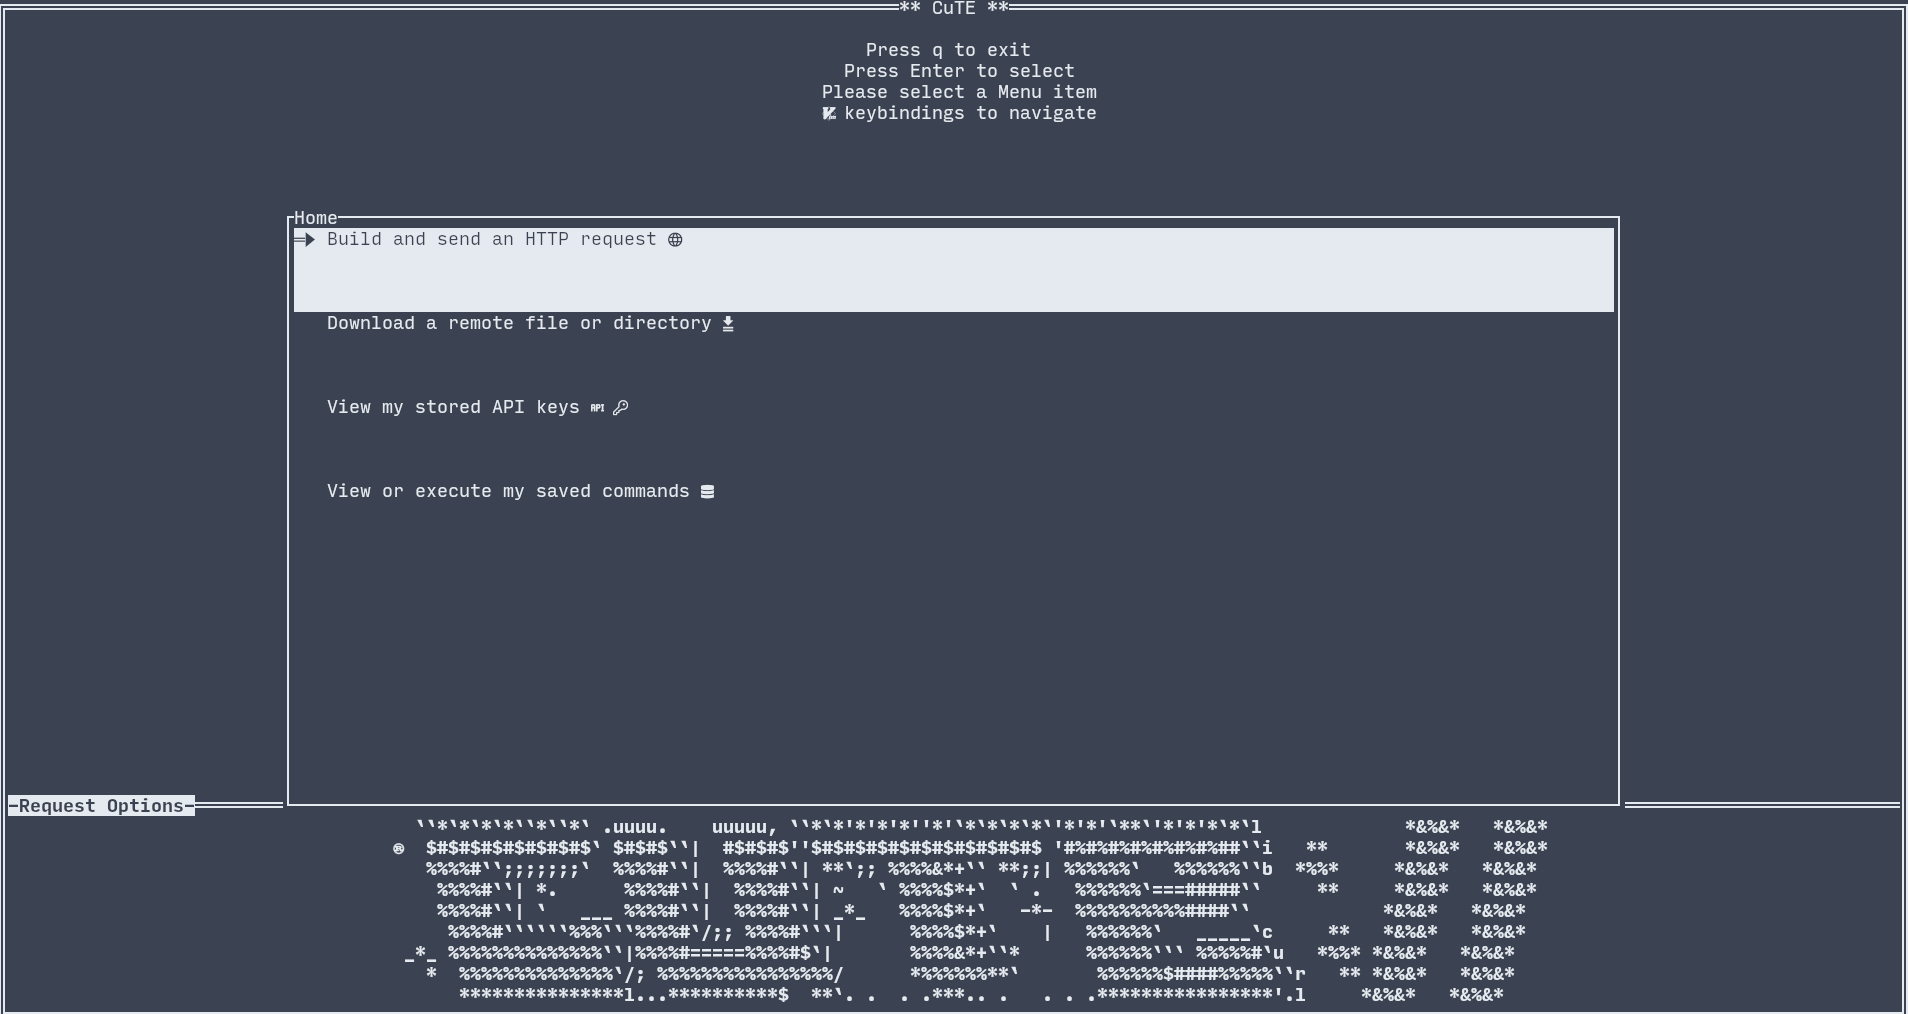 ** CuTE **
Press q to exit
Press Enter to select
Please select a Menu item
keybindings to navigate
Home
Build and send an HTTP request
Download a remote file or directory
View my stored API keys API
View or execute my saved commands
Request Options